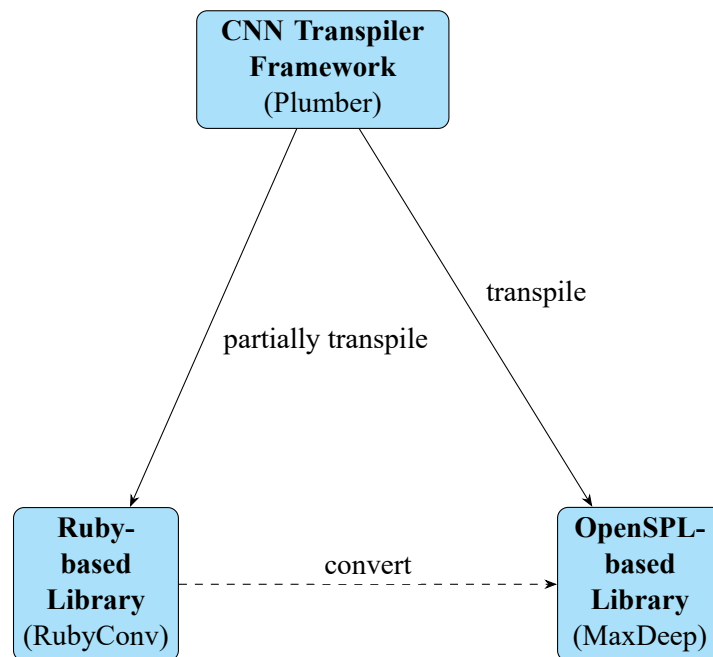 CNN Transpiler
Framework
(Plumber)
transpile
partially transpile
Ruby-
based
Library
(RubyConv)
convert
OpenSPL-
based
Library
(MaxDeep)